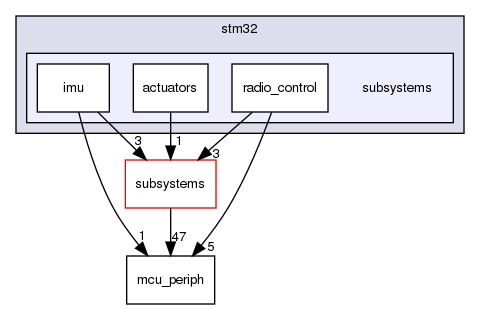 stm32
imu
actuators
radio_control
subsystems
3
1
3
subsystems
1
47
5
mcu_periph